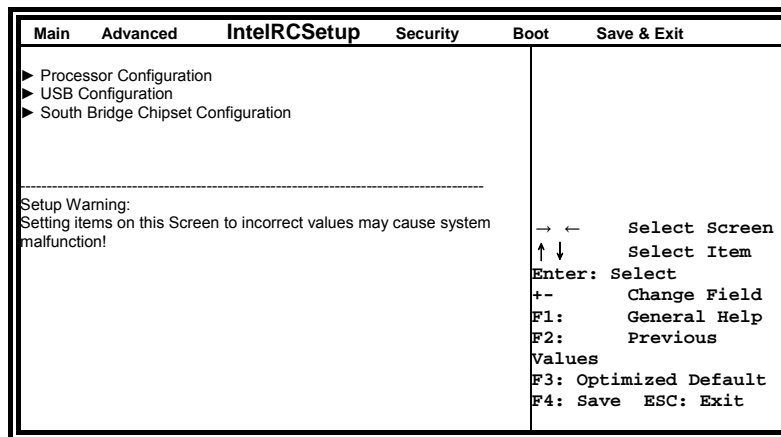 Main Advanced IntelRCSetup Security Boot Save & Exit
► Processor Configuration
► USB Configuration
► South Bridge Chipset Configuration
--------------------------------------------------------------------------------
Setup Warning:
Setting items on this Screen to incorrect values may cause system
malfunction!
→ ← Select Screen
↑↓ Select Item
Enter: Select
+- Change Field
F1: General Help
F2: Previous
Values
F3: Optimized Default
F4: Save ESC: Exit